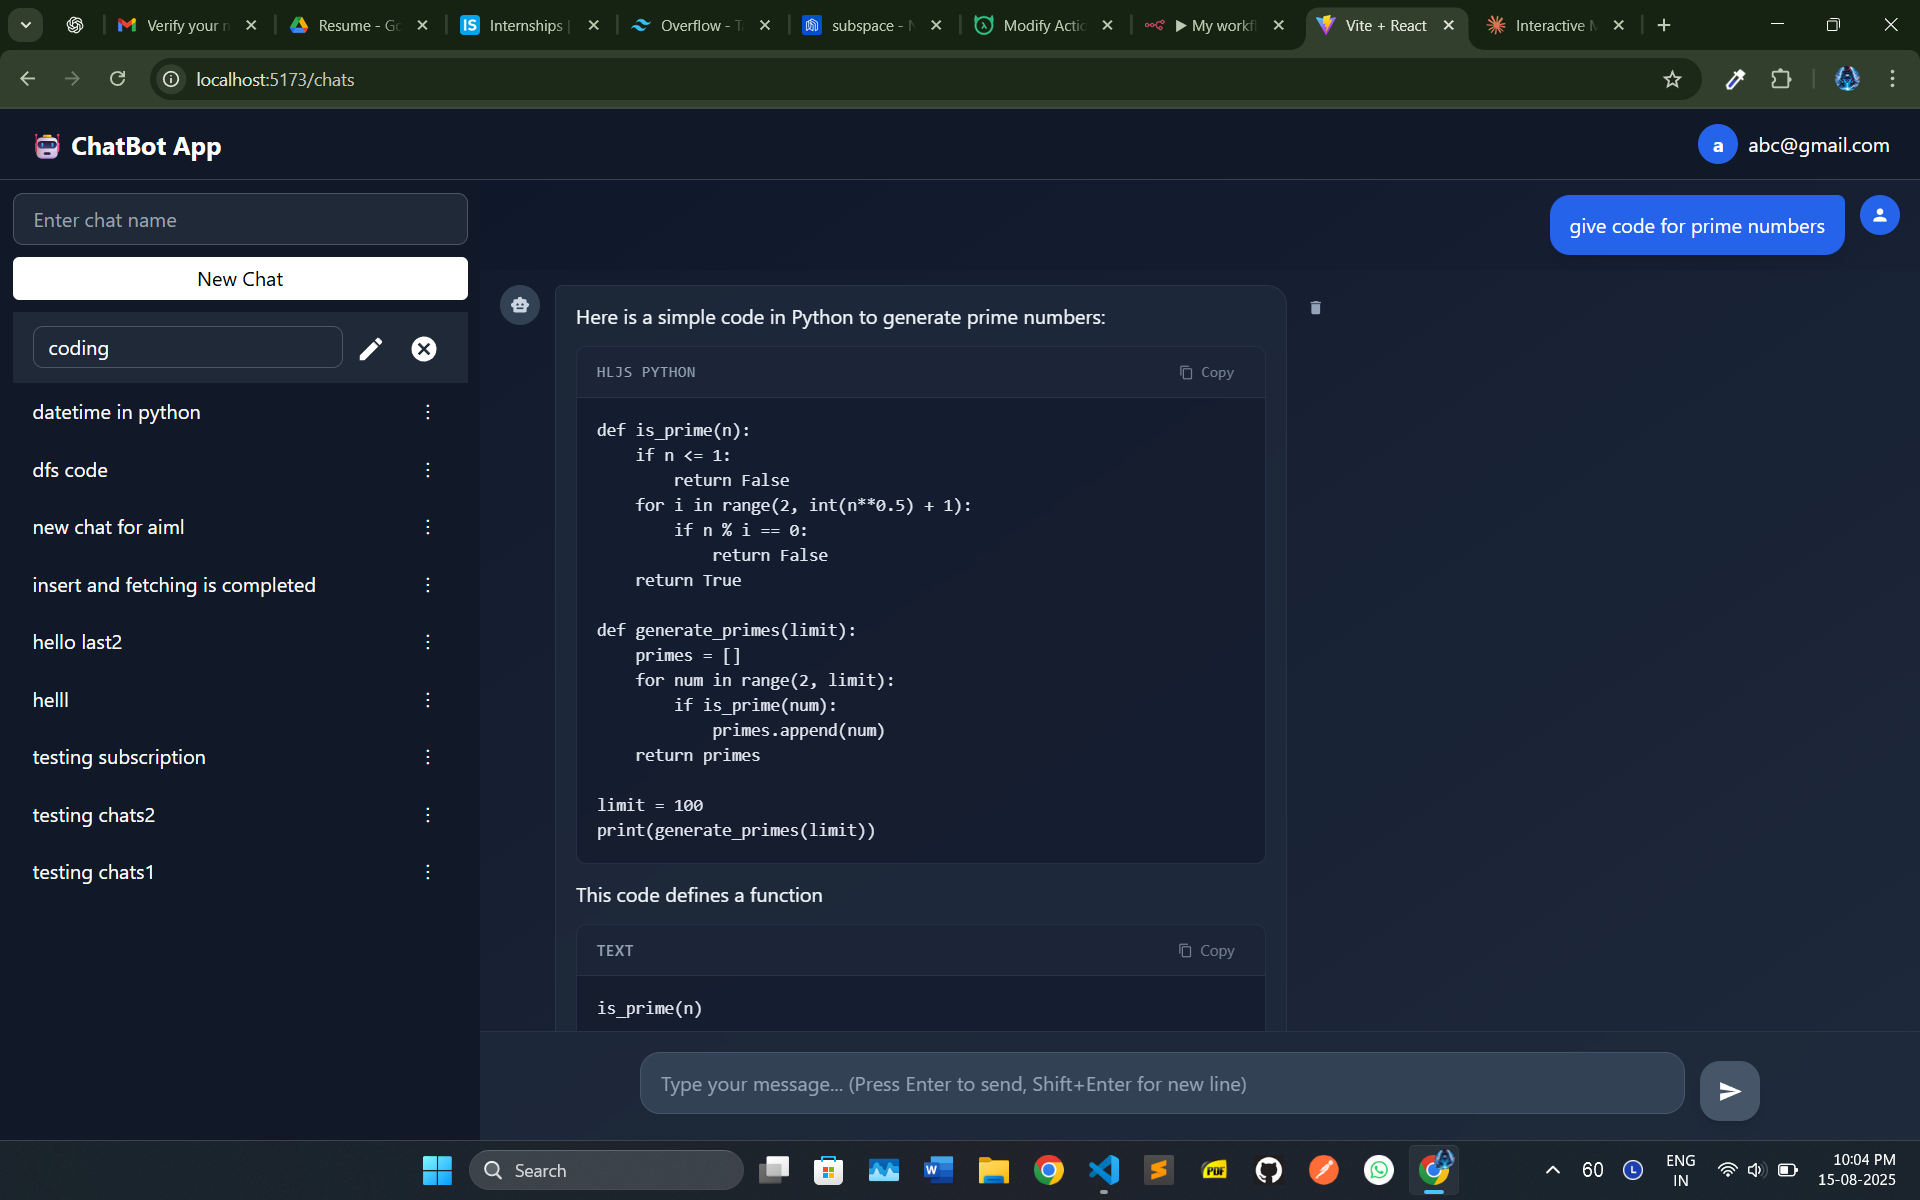 Verify your n
Resume - Go
IS Internships |
Overflow - Ta
subspace - N
Modify Actio
▶ My workfl
Vite + React
Interactive M
localhost:5173/chats
ChatBot App
a abc@gmail.com
Enter chat name
New Chat
coding
datetime in python
dfs code
new chat for aiml
insert and fetching is completed
hello last2
helll
testing subscription
testing chats2
testing chats1
give code for prime numbers
Here is a simple code in Python to generate prime numbers:
HLJS PYTHON Copy
def is_prime(n):
    if n <= 1:
        return False
    for i in range(2, int(n**0.5) + 1):
        if n % i == 0:
            return False
    return True
def generate_primes(limit):
    primes = []
    for num in range(2, limit):
        if is_prime(num):
            primes.append(num)
    return primes
limit = 100
print(generate_primes(limit))
This code defines a function
TEXT Copy
is_prime(n)
Type your message... (Press Enter to send, Shift+Enter for new line)
Search
W
S
PDF
60
L
ENG
IN
10:04 PM
15-08-2025